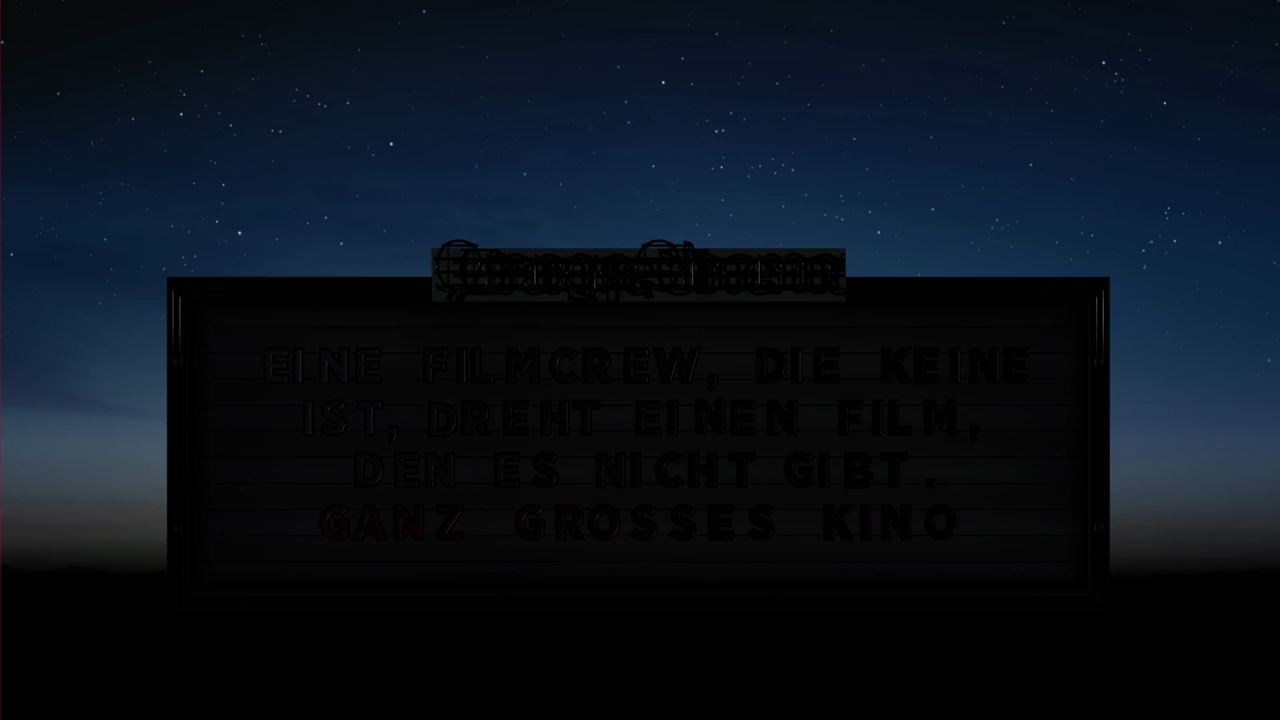 EINE FILMCREW, DIE KEINE
IST, DREHT EINEN FILM,
DEN ES NICHT GIBT.
GANZ GROSSES KINO